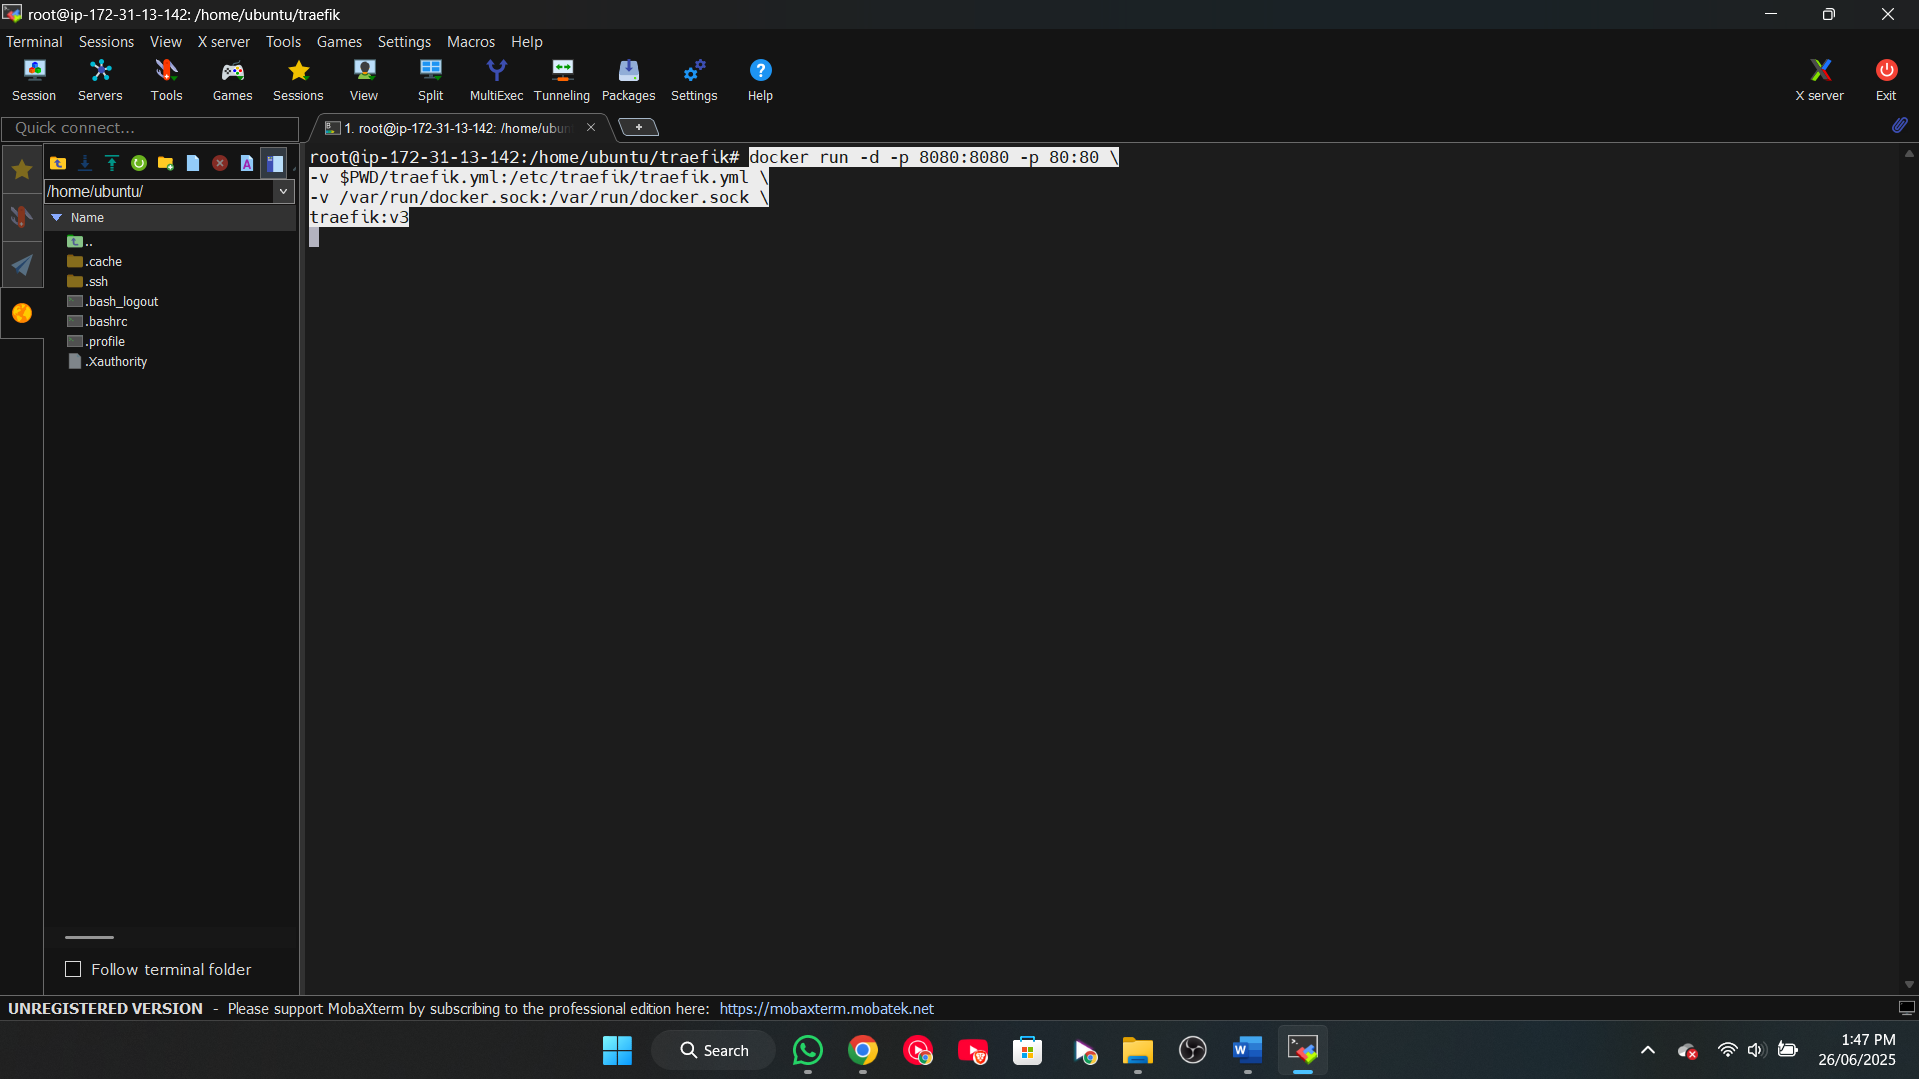 root@ip-172-31-13-142: /home/ubuntu/traefik
Terminal Sessions View X server Tools Games Settings Macros Help
Session Servers Tools Games Sessions View Split MultiExec Tunneling Packages Settings Help X server Exit
Quick connect...
1. root@ip-172-31-13-142: /home/ubun
/home/ubuntu/
Name
..
.cache
.ssh
.bash_logout
.bashrc
.profile
.Xauthority
Follow terminal folder
root@ip-172-31-13-142:/home/ubuntu/traefik# docker run -d -p 8080:8080 -p 80:80 \
-v $PWD/traefik.yml:/etc/traefik/traefik.yml \
-v /var/run/docker.sock:/var/run/docker.sock \
traefik:v3
UNREGISTERED VERSION - Please support MobaXterm by subscribing to the professional edition here: https://mobaxterm.mobatek.net
Search
1:47 PM
26/06/2025